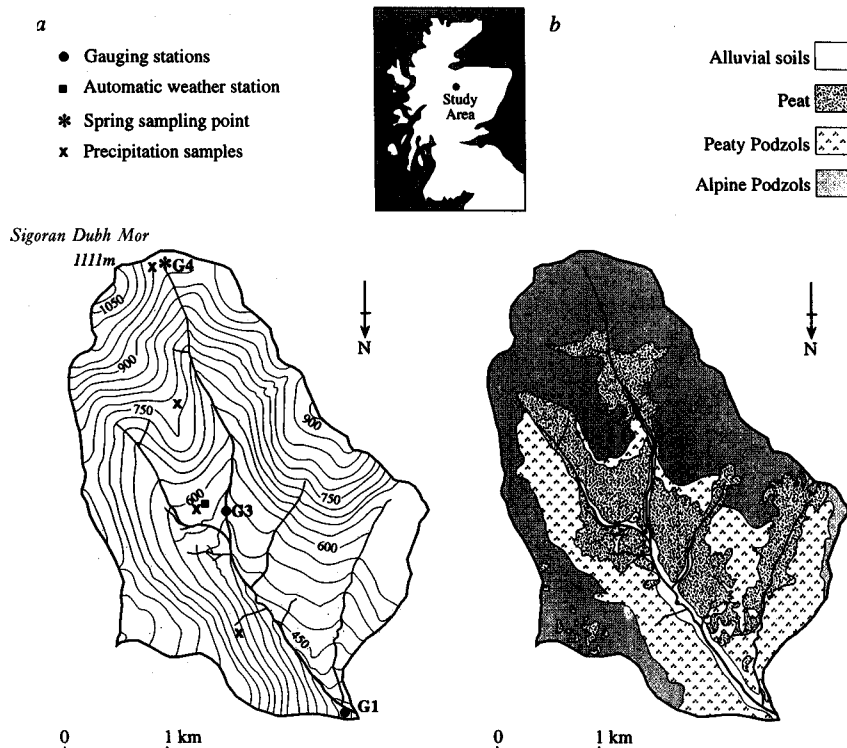 a
Gauging stations
Automatic weather station
Spring sampling point
x Precipitation samples
Study
Area
b
Alluvial soils
Peat
Peaty Podzols
Alpine Podzols
Sigoran Dubh Mor
1111m
x
G4
1050
900
x
750
900
600
x
G3
750
600
x
450
G1
N
0 1 km
N
0 1 km